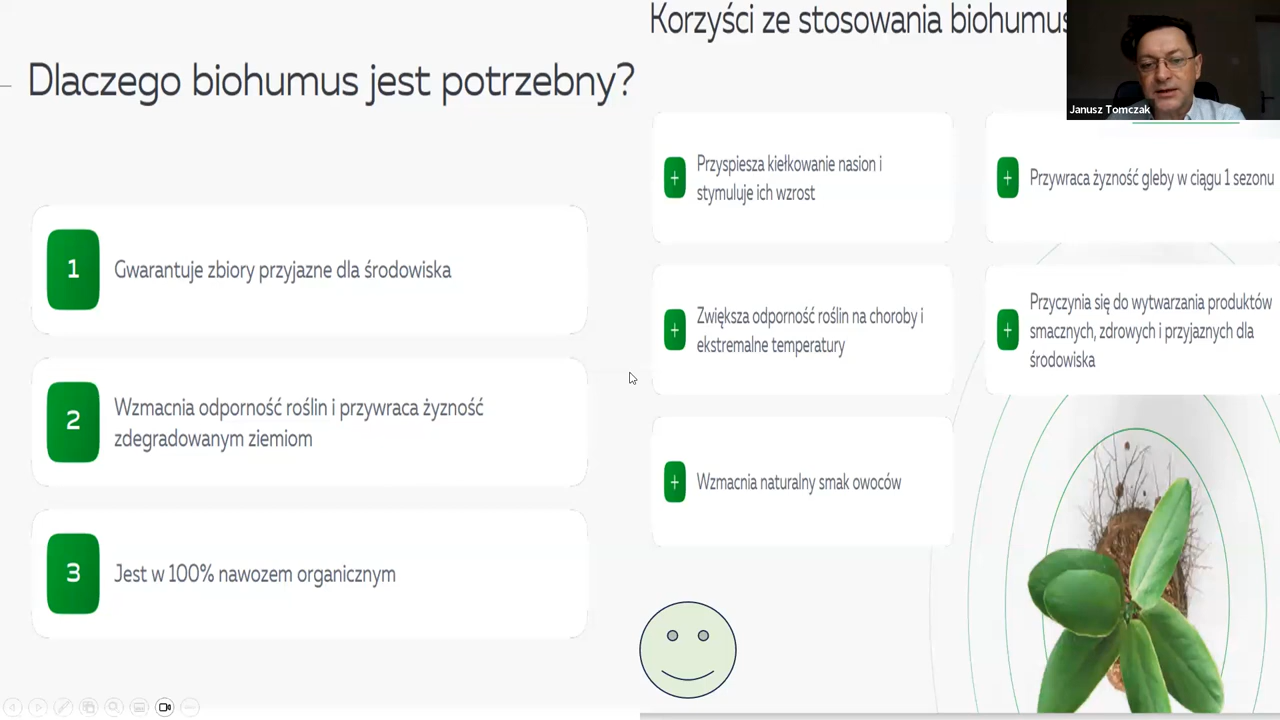 Dlaczego biohumus jest potrzebny?
1
Gwarantuje zbiory przyjazne dla środowiska
2
Wzmacnia odporność roślin i przywraca żyzność
zdegradowanym ziemiom
3
Jest w 100% nawozem organicznym
Korzyści ze stosowania biohumus
Janusz Tomczak
+
Przyspiesza kiełkowanie nasion i
stymuluje ich wzrost
+
Przywraca żyzność gleby w ciągu 1 sezonu
+
Zwiększa odporność roślin na choroby i
ekstremalne temperatury
+
Przyczynia się do wytwarzania produktów
smacznych, zdrowych i przyjaznych dla
środowiska
+
Wzmacnia naturalny smak owoców